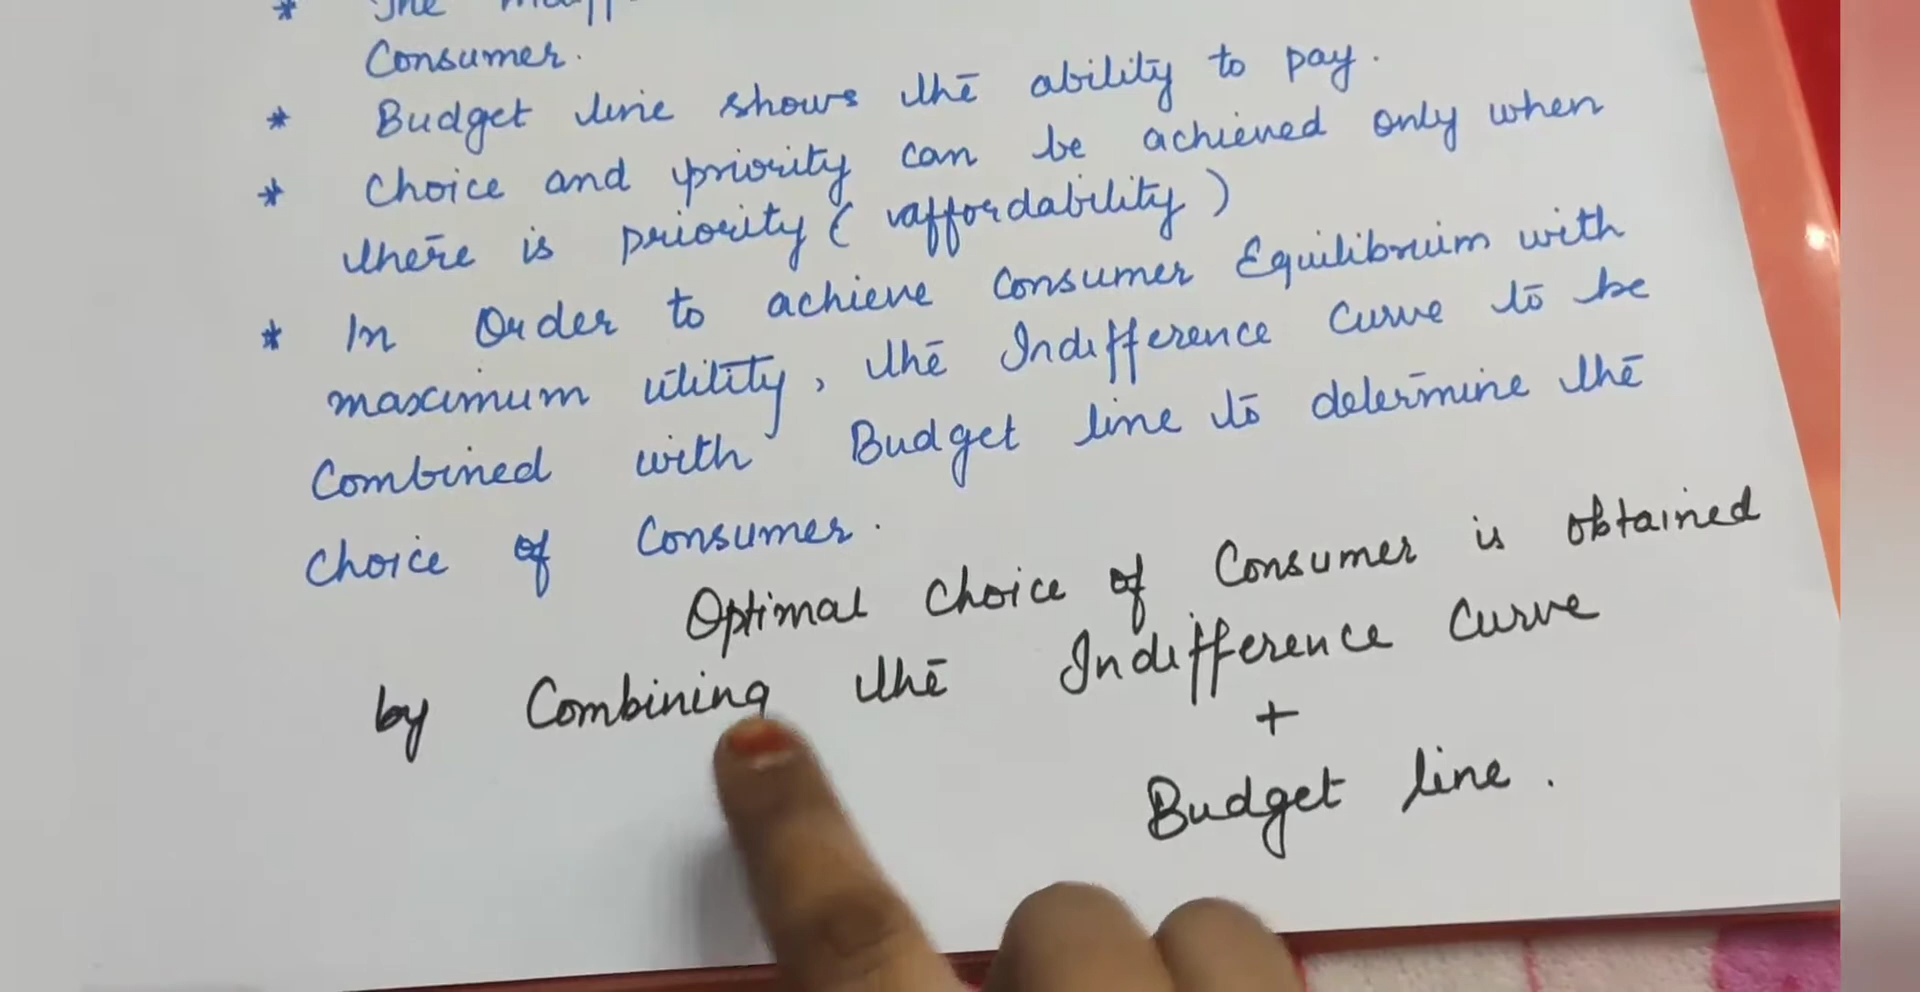 * The
Consumer.
* Budget line shows the ability to pay.
* Choice and priority can be achieved only when
there is priority ( affordability )
* In Order to achieve Consumer Equilibruim with
maximum utility, the Indifference Curve to be
Combined with Budget line to determine the
Choice of Consumer.
Optimal Choice of Consumer is obtained
by Combining the Indifference Curve
+
Budget line.